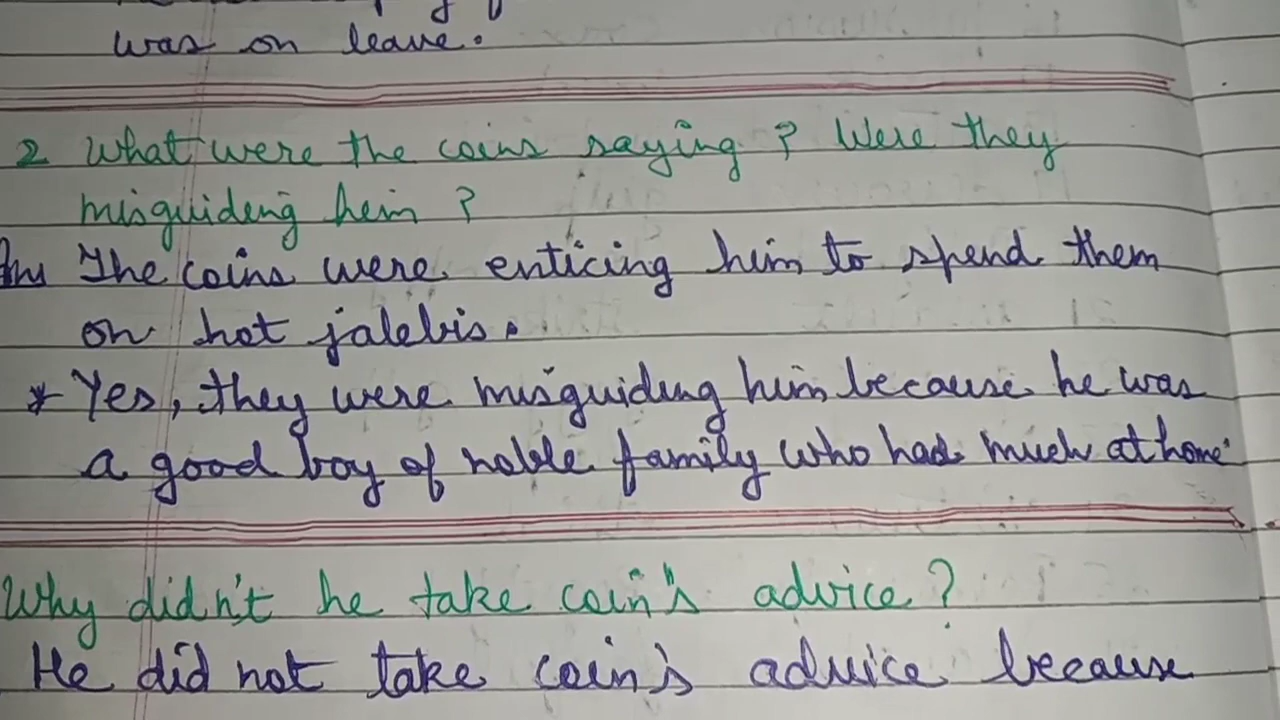 was on leave.
2 What were the coins saying ? Were they
misguiding him ?
Ans The coins were enticing him to spend them
on hot jalebis.
* Yes, they were misguiding him because he was
a good boy of noble family who had much at home
Why didn't he take coin's advice ?
He did not take coin's advice because